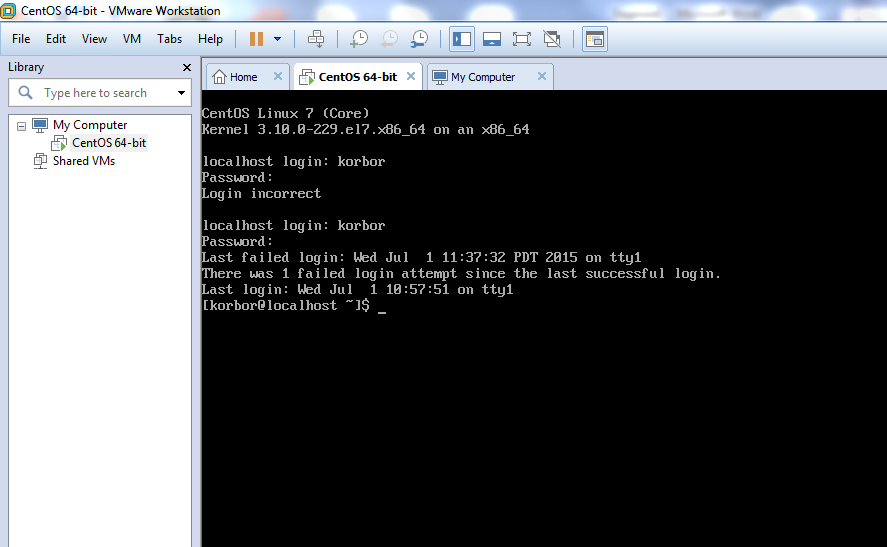 CentOS 64-bit - VMware Workstation
File Edit View VM Tabs Help
Library
Type here to search
My Computer
CentOS 64-bit
Shared VMs
Home CentOS 64-bit My Computer
CentOS Linux 7 (Core)
Kernel 3.10.0-229.el7.x86_64 on an x86_64
localhost login: korbor
Password:
Login incorrect
localhost login: korbor
Password:
Last failed login: Wed Jul  1 11:37:32 PDT 2015 on tty1
There was 1 failed login attempt since the last successful login.
Last login: Wed Jul  1 10:57:51 on tty1
[korbor@localhost ~]$ _